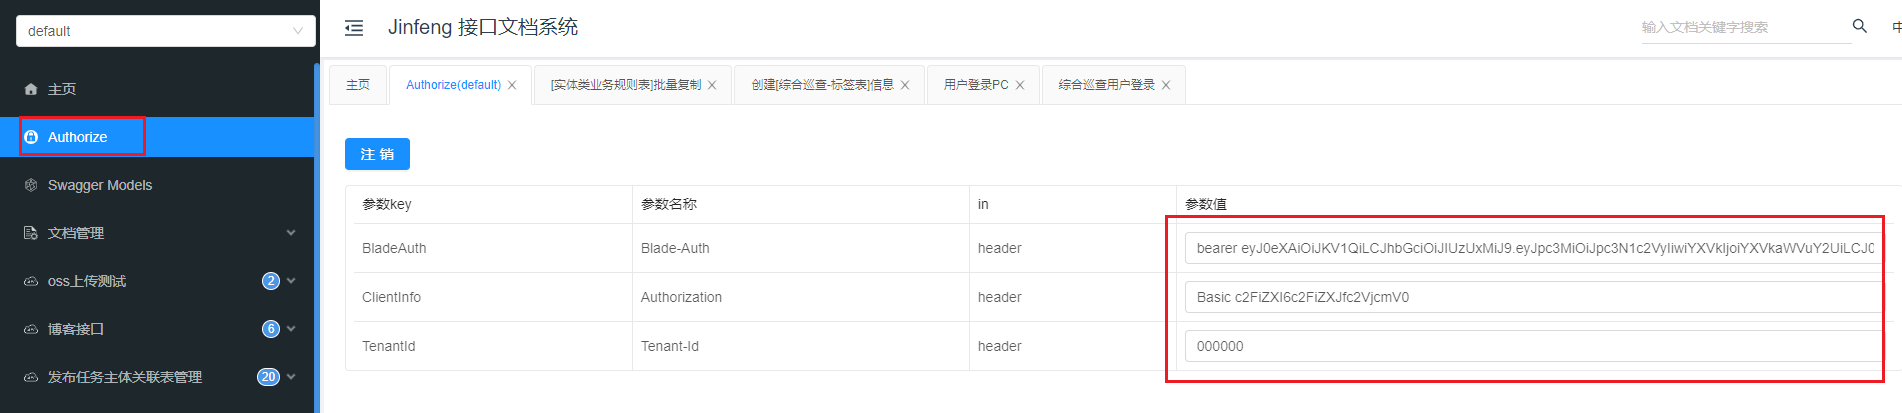 default
Jinfeng 接口文档系统
输入文档关键字搜索
主页
Authorize
Swagger Models
文档管理
oss上传测试
2
博客接口
6
发布任务主体关联表管理
20
主页
Authorize(default)
[实体类业务规则表]批量复制
创建[综合巡查-标签表]信息
用户登录PC
综合巡查用户登录
注 销
参数key 参数名称 in 参数值
BladeAuth Blade-Auth header bearer eyJ0eXAiOiJKV1QiLCJhbGciOiJIUzUxMiJ9.eyJpc3MiOiJpc3N1c2VyIiwiYXVkIjoiYXVkaWVuY2UiLCJ0
ClientInfo Authorization header Basic c2FiZXI6c2FiZXJfc2VjcmV0
TenantId Tenant-Id header 000000